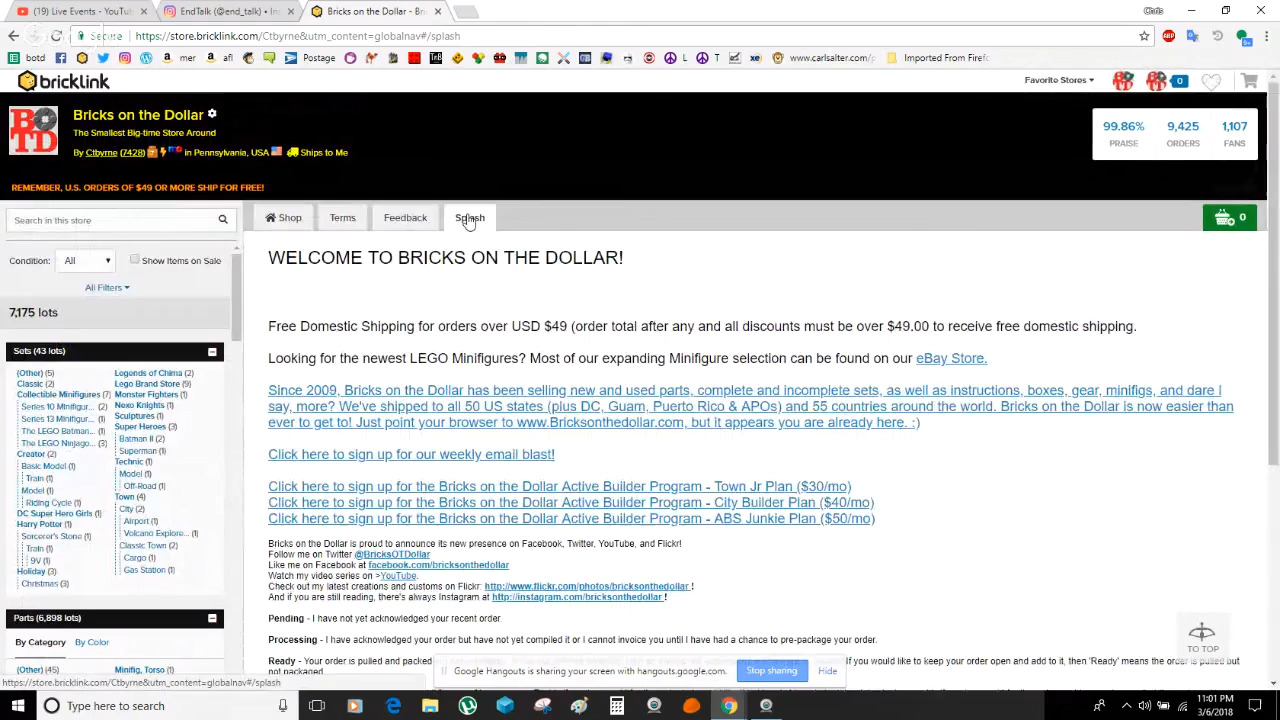 (19) Live Events - YouTu
EndTalk (@end_talk) • In
Bricks on the Dollar - Br
Chris
Secure
https://store.bricklink.com/Ctbyrne&utm_content=globalnav#/splash
botd
mer
afl
Postage
www.carlsalter.com/
Imported From Firef
bricklink
Favorite Stores
0
BOTD
Bricks on the Dollar
The Smallest Big-time Store Around
By Ctbyrne (7428) in Pennsylvania, USA Ships to Me
99.86% 9,425 1,107
PRAISE ORDERS FANS
REMEMBER, U.S. ORDERS OF $49 OR MORE SHIP FOR FREE!
Search in this store
Shop
Terms
Feedback
Splash
0
Condition: All Show Items on Sale
All Filters
7,175 lots
Sets (43 lots)
(Other) (5)
Classic (2)
Collectible Minifigures (7)
Series 10 Minifigur... (2)
Series 13 Minifigur... (1)
The LEGO Batman... (1)
The LEGO Ninjago... (3)
Creator (2)
Basic Model (1)
Train (1)
Model (1)
Riding Cycle (1)
DC Super Hero Girls (1)
Harry Potter (1)
Sorcerer's Stone (1)
Train (1)
9V (1)
Holiday (3)
Christmas (3)
Legends of Chima (2)
Lego Brand Store (9)
Monster Fighters (1)
Nexo Knights (1)
Sculptures (1)
Super Heroes (3)
Batman II (2)
Superman (1)
Technic (1)
Model (1)
Off-Road (1)
Town (4)
City (2)
Airport (1)
Volcano Explore... (1)
Classic Town (2)
Cargo (1)
Gas Station (1)
Parts (6,898 lots)
By Category By Color
(Other) (45)
Minifig, Torso (1)
WELCOME TO BRICKS ON THE DOLLAR!
Free Domestic Shipping for orders over USD $49 (order total after any and all discounts must be over $49.00 to receive free domestic shipping.
Looking for the newest LEGO Minifigures? Most of our expanding Minifigure selection can be found on our eBay Store.
Since 2009, Bricks on the Dollar has been selling new and used parts, complete and incomplete sets, as well as instructions, boxes, gear, minifigs, and dare I
say, more? We've shipped to all 50 US states (plus DC, Guam, Puerto Rico & APOs) and 55 countries around the world. Bricks on the Dollar is now easier than
ever to get to! Just point your browser to www.Bricksonthedollar.com, but it appears you are already here. :)
Click here to sign up for our weekly email blast!
Click here to sign up for the Bricks on the Dollar Active Builder Program - Town Jr Plan ($30/mo)
Click here to sign up for the Bricks on the Dollar Active Builder Program - City Builder Plan ($40/mo)
Click here to sign up for the Bricks on the Dollar Active Builder Program - ABS Junkie Plan ($50/mo)
Bricks on the Dollar is proud to announce its new presence on Facebook, Twitter, YouTube, and Flickr!
Follow me on Twitter @BricksOTDollar
Like me on Facebook at facebook.com/bricksonthedollar
Watch my video series on >YouTube.
Check out my latest creations and customs on Flickr: http://www.flickr.com/photos/bricksonthedollar !
And if you are still reading, there's always Instagram at http://instagram.com/bricksonthedollar !
Pending - I have not yet acknowledged your recent order.
Processing - I have acknowledged your order but have not yet compiled it or I cannot invoice you until I have had a chance to pre-package your order.
Ready - Your order is pulled and packed
If you would like to keep your order open and add to it, then 'Ready' means the order is pulled but
not packaged
TO TOP
Google Hangouts is sharing your screen with hangouts.google.com. Stop sharing Hide
https://store.bricklink.com/Ctbyrne&utm_content=globalnav#/splash
Type here to search
11:01 PM
3/6/2018